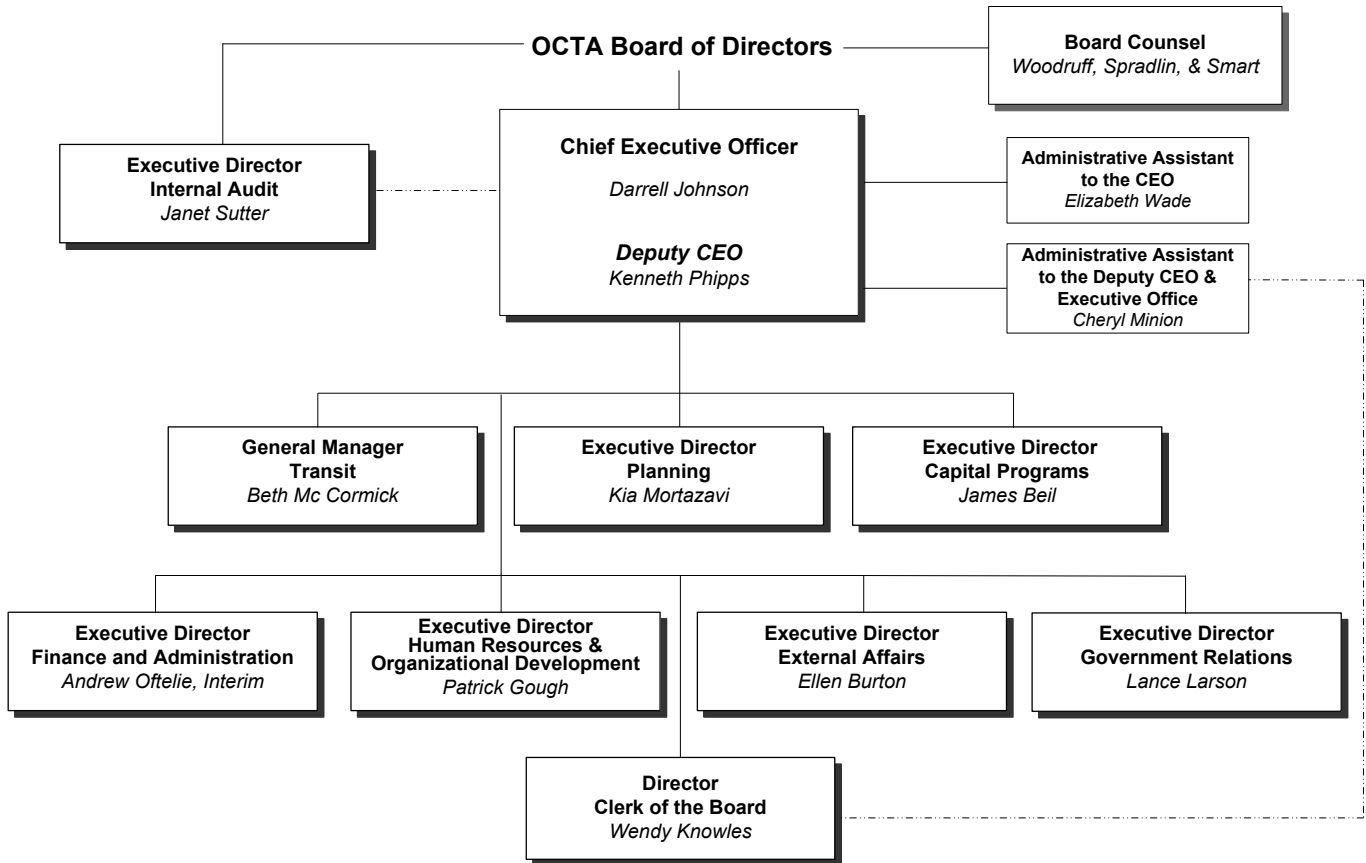 OCTA Board of Directors
Board Counsel
Woodruff, Spradlin, & Smart
Chief Executive Officer
Darrell Johnson
Deputy CEO
Kenneth Phipps
Executive Director
Internal Audit
Janet Sutter
Administrative Assistant
to the CEO
Elizabeth Wade
Administrative Assistant
to the Deputy CEO &
Executive Office
Cheryl Minion
General Manager
Transit
Beth Mc Cormick
Executive Director
Planning
Kia Mortazavi
Executive Director
Capital Programs
James Beil
Executive Director
Finance and Administration
Andrew Oftelie, Interim
Executive Director
Human Resources &
Organizational Development
Patrick Gough
Executive Director
External Affairs
Ellen Burton
Executive Director
Government Relations
Lance Larson
Director
Clerk of the Board
Wendy Knowles